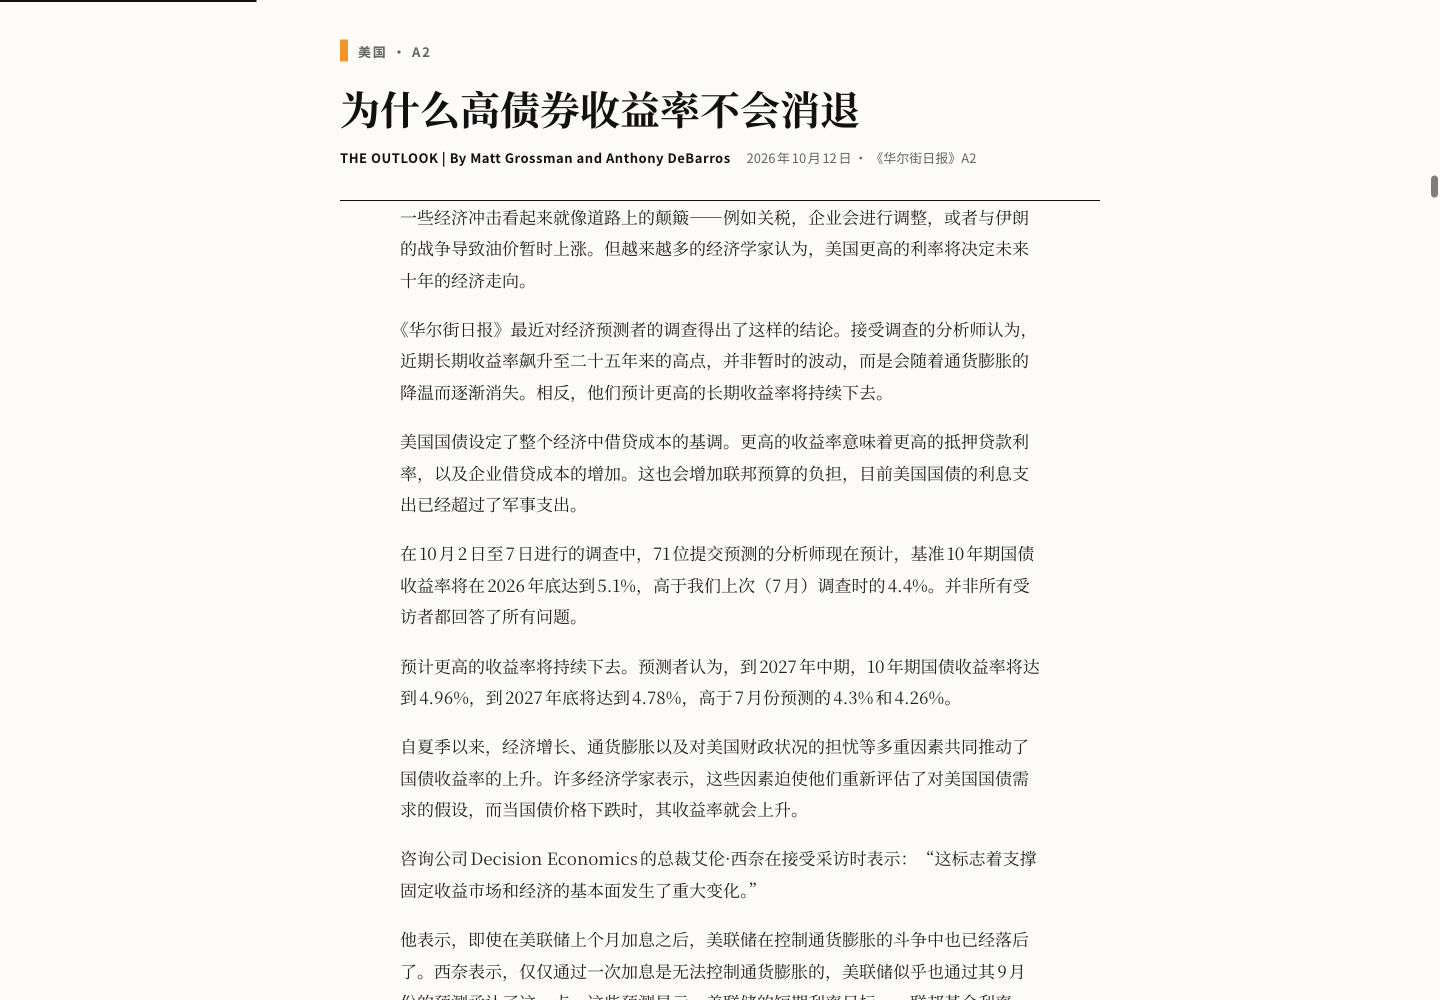 美国 · A2
为什么高债券收益率不会消退
THE OUTLOOK | By Matt Grossman and Anthony DeBarros 2026年10月12日 · 《华尔街日报》A2
一些经济冲击看起来就像道路上的颠簸——例如关税，企业会进行调整，或者与伊朗
的战争导致油价暂时上涨。但越来越多的经济学家认为，美国更高的利率将决定未来
十年的经济走向。
《华尔街日报》最近对经济预测者的调查得出了这样的结论。接受调查的分析师认为，
近期长期收益率飙升至二十五年来的高点，并非暂时的波动，而是会随着通货膨胀的
降温而逐渐消失。相反，他们预计更高的长期收益率将持续下去。
美国国债设定了整个经济中借贷成本的基调。更高的收益率意味着更高的抵押贷款利
率，以及企业借贷成本的增加。这也会增加联邦预算的负担，目前美国国债的利息支
出已经超过了军事支出。
在10月2日至7日进行的调查中，71位提交预测的分析师现在预计，基准10年期国债
收益率将在2026年底达到5.1%，高于我们上次（7月）调查时的4.4%。并非所有受
访者都回答了所有问题。
预计更高的收益率将持续下去。预测者认为，到2027年中期，10年期国债收益率将达
到4.96%，到2027年底将达到4.78%，高于7月份预测的4.3%和4.26%。
自夏季以来，经济增长、通货膨胀以及对美国财政状况的担忧等多重因素共同推动了
国债收益率的上升。许多经济学家表示，这些因素迫使他们重新评估了对美国国债需
求的假设，而当国债价格下跌时，其收益率就会上升。
咨询公司Decision Economics的总裁艾伦·西奈在接受采访时表示：“这标志着支撑
固定收益市场和经济的基本面发生了重大变化。”
他表示，即使在美联储上个月加息之后，美联储在控制通货膨胀的斗争中也已经落后
了。西奈表示，仅仅通过一次加息是无法控制通货膨胀的，美联储似乎也通过其9月